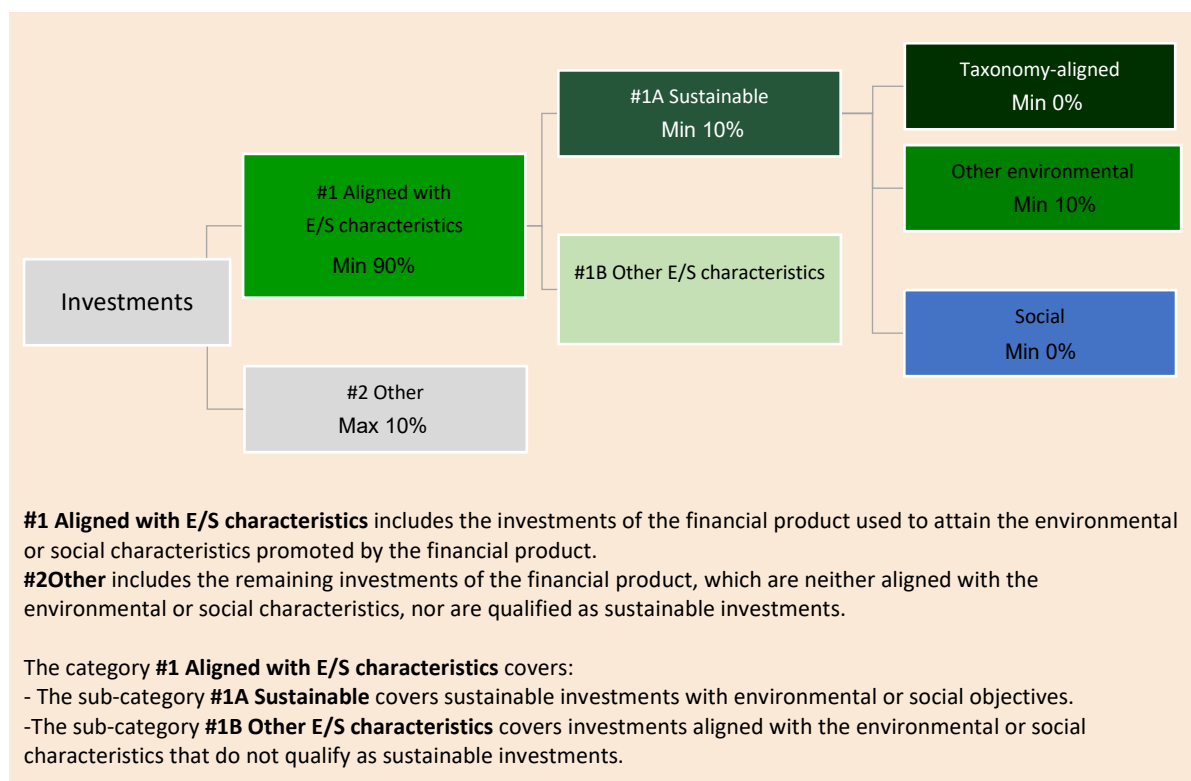 Investments
#1 Aligned with
E/S characteristics
Min 90%
#2 Other
Max 10%
#1A Sustainable
Min 10%
#1B Other E/S characteristics
Taxonomy-aligned
Min 0%
Other environmental
Min 10%
Social
Min 0%
#1 Aligned with E/S characteristics includes the investments of the financial product used to attain the environmental
or social characteristics promoted by the financial product.
#2Other includes the remaining investments of the financial product, which are neither aligned with the
environmental or social characteristics, nor are qualified as sustainable investments.
The category #1 Aligned with E/S characteristics covers:
- The sub-category #1A Sustainable covers sustainable investments with environmental or social objectives.
-The sub-category #1B Other E/S characteristics covers investments aligned with the environmental or social
characteristics that do not qualify as sustainable investments.